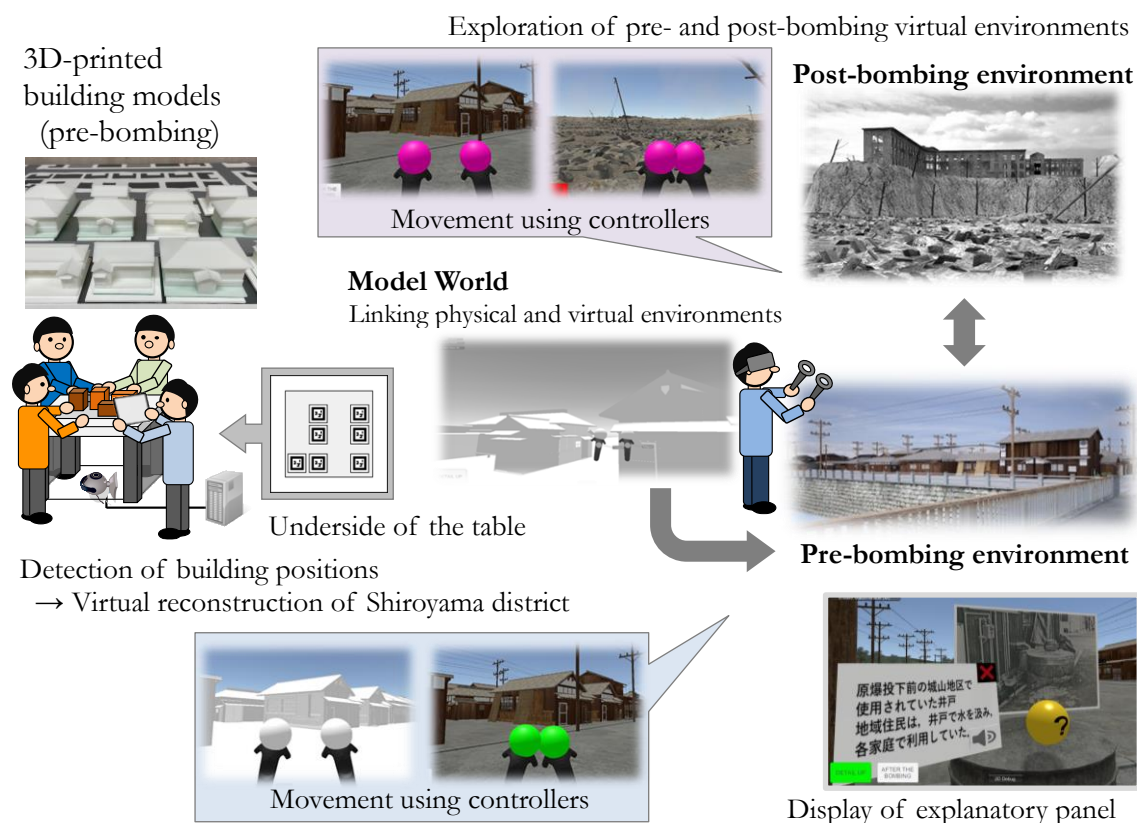 Exploration of pre- and post-bombing virtual environments
3D-printed
building models
(pre-bombing)
Post-bombing environment
Movement using controllers
Model World
Linking physical and virtual environments
Underside of the table
Pre-bombing environment
Detection of building positions
→ Virtual reconstruction of Shiroyama district
Movement using controllers
原爆投下前の城山地区で
使用されていた井戸
地域住民は、井戸で水を汲み、
各家庭で利用していた。
?
DETAIL UP
AFTER THE
BOMBING
3D Debug
Display of explanatory panel